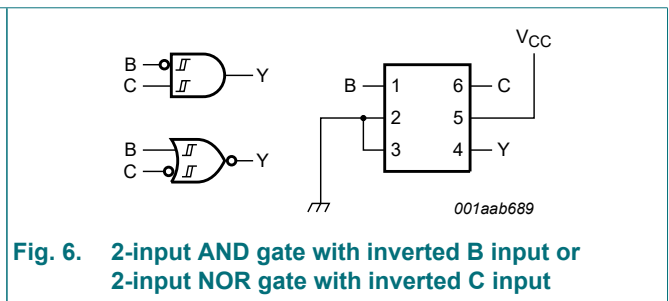 B
C
Y
B
C
Y
V_CC
B 1 6 C
2 5
3 4 Y
001aab689
Fig. 6. 2-input AND gate with inverted B input or
2-input NOR gate with inverted C input